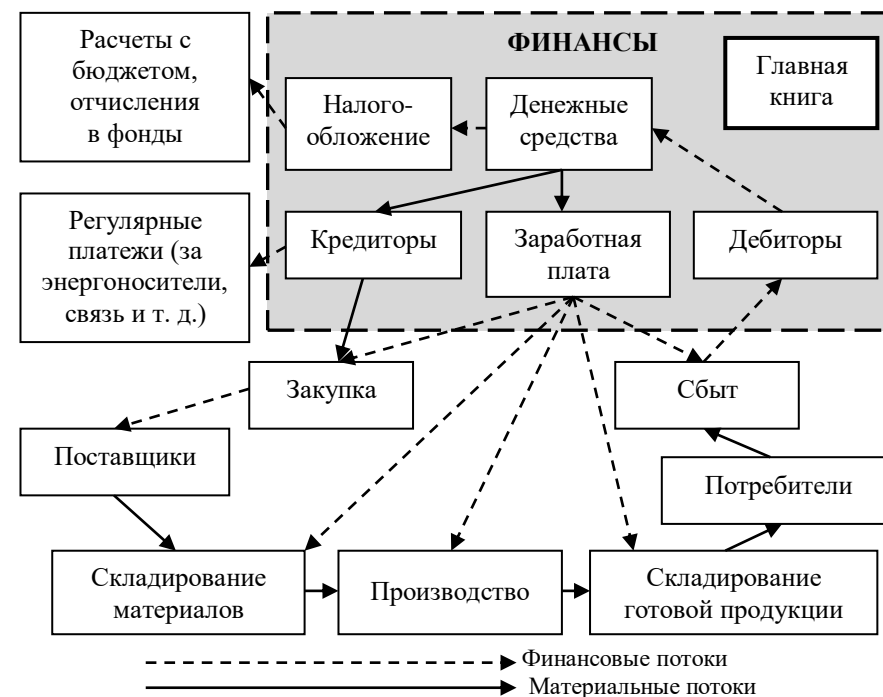 Расчеты с
бюджетом,
отчисления
в фонды
ФИНАНСЫ
Главная
книга
Налого-
обложение
Денежные
средства
Регулярные
платежи (за
энергоносители,
связь и т. д.)
Кредиторы
Заработная
плата
Дебиторы
Закупка
Сбыт
Поставщики
Потребители
Складирование
материалов
Производство
Складирование
готовой продукции
Финансовые потоки
Материальные потоки